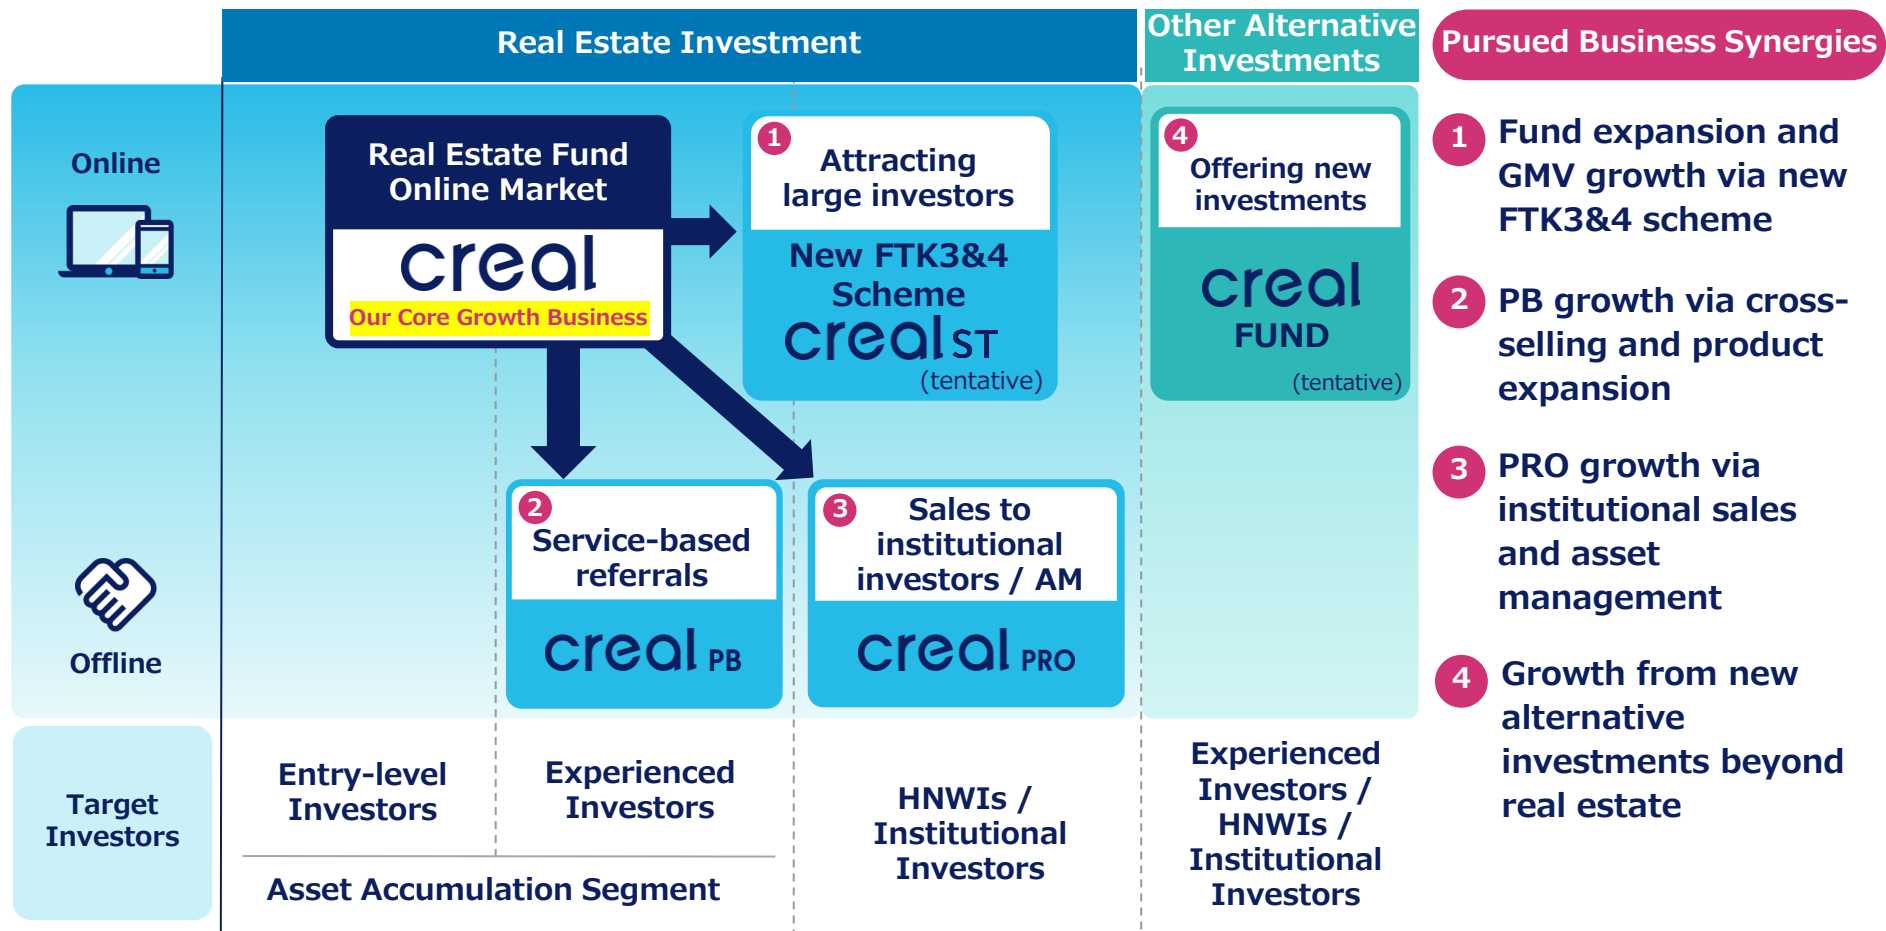 Real Estate Investment
Other Alternative
Investments
Pursued Business Synergies
Online
Real Estate Fund
Online Market
creal
Our Core Growth Business
1
Attracting
large investors
New FTK3&4
Scheme
creal ST
(tentative)
4
Offering new
investments
creal
FUND
(tentative)
2
Service-based
referrals
creal PB
3
Sales to
institutional
investors / AM
creal PRO
Offline
Target
Investors
Entry-level
Investors
Experienced
Investors
Asset Accumulation Segment
HNWIs /
Institutional
Investors
Experienced
Investors /
HNWIs /
Institutional
Investors
1
Fund expansion and
GMV growth via new
FTK3&4 scheme
2
PB growth via cross-
selling and product
expansion
3
PRO growth via
institutional sales
and asset
management
4
Growth from new
alternative
investments beyond
real estate